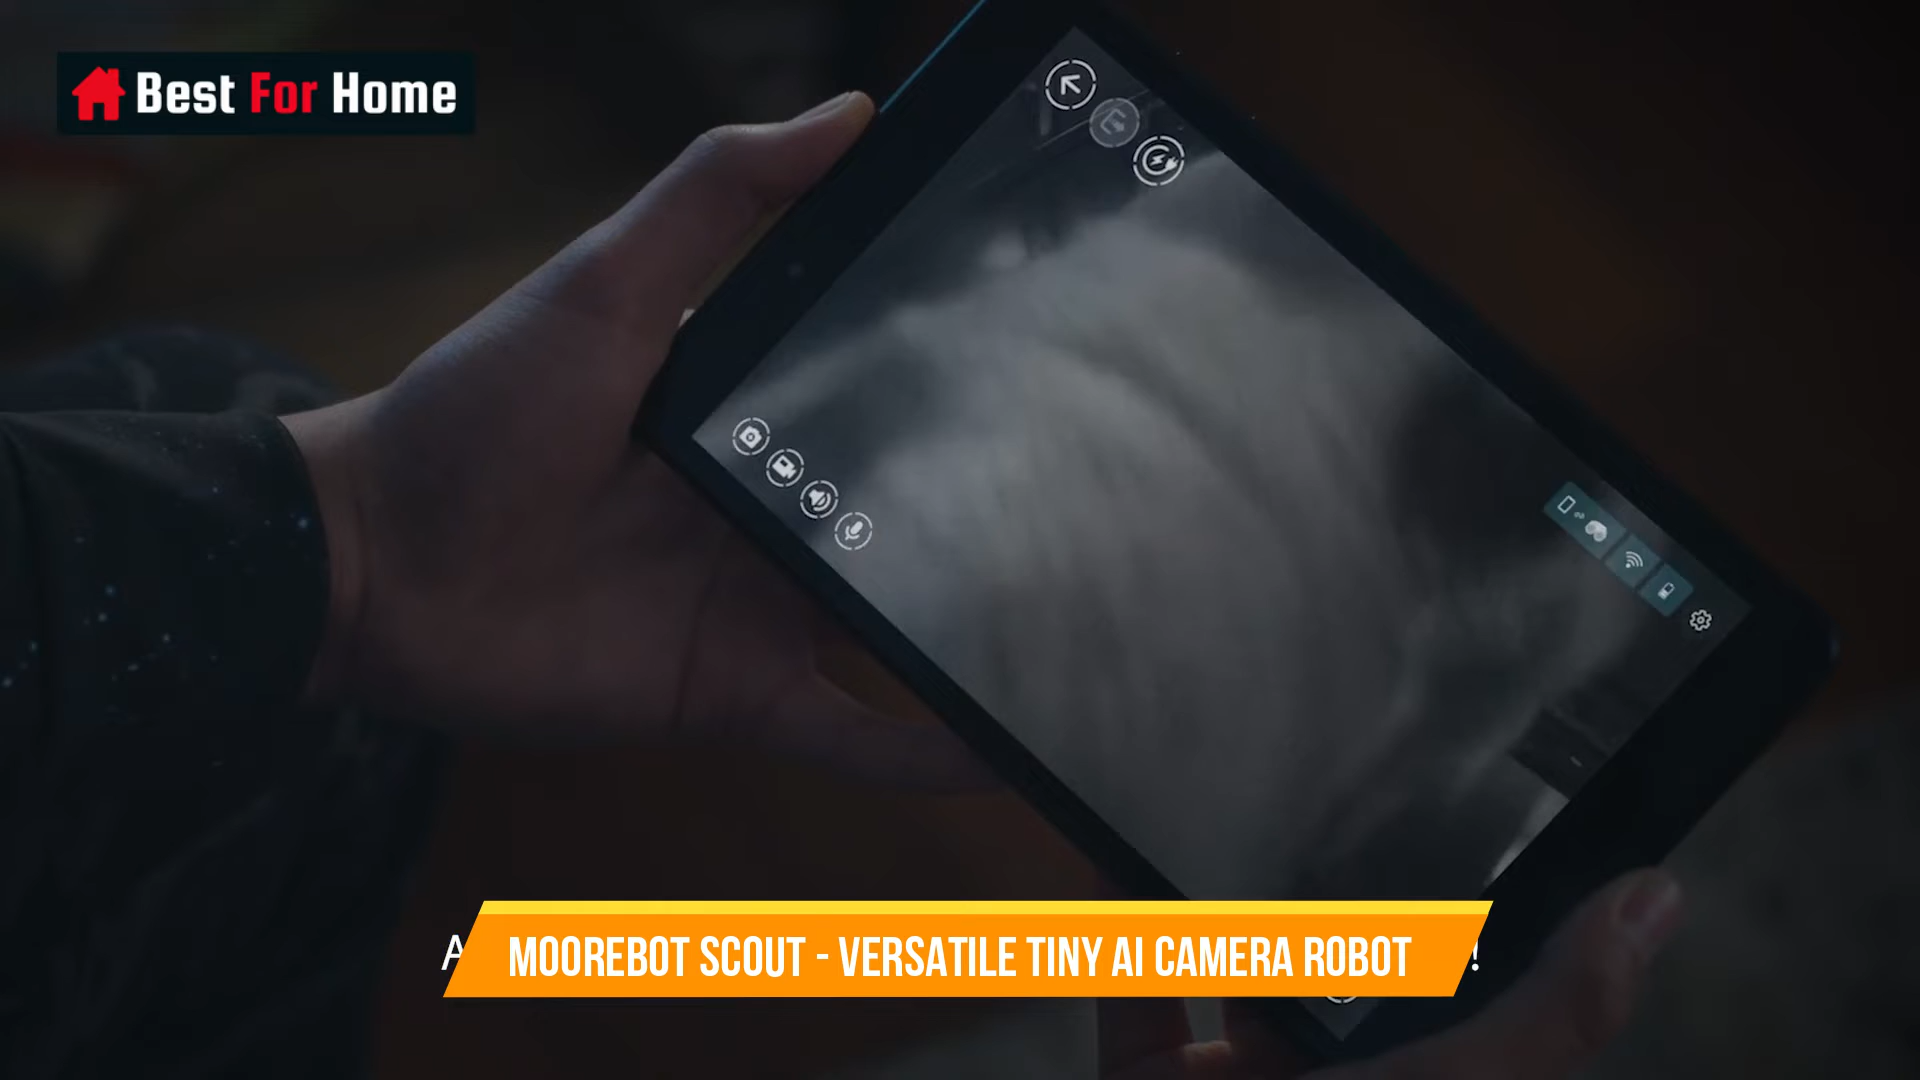 Best For Home
MOOREBOT SCOUT - VERSATILE TINY AI CAMERA ROBOT
A
!